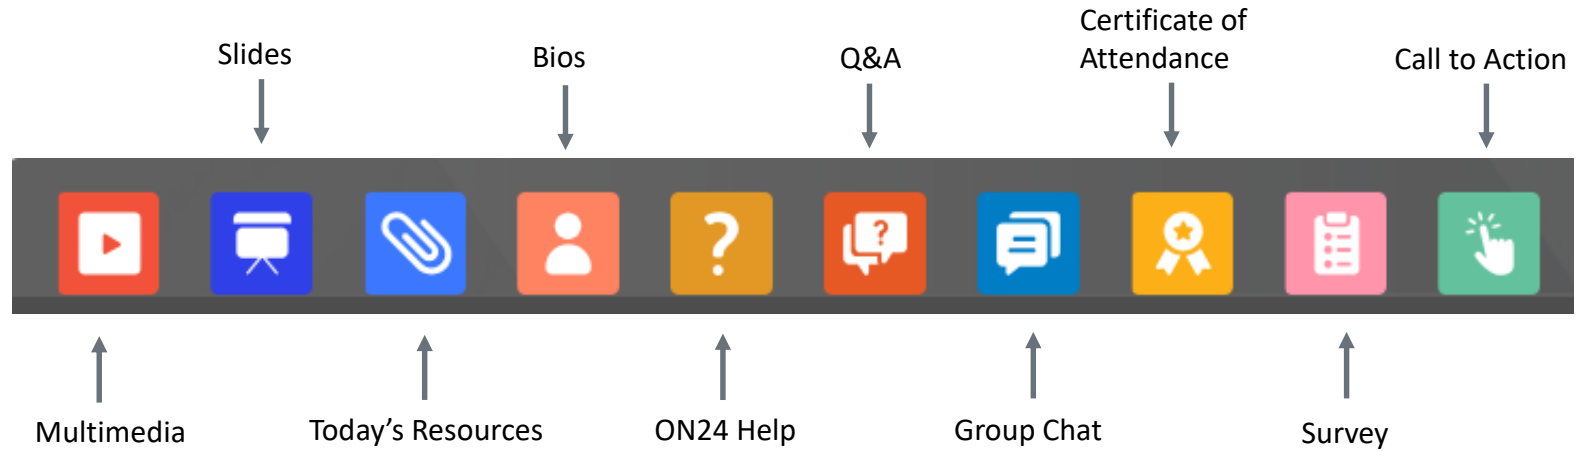 Certificate of
Attendance
Slides
Bios
Q&A
Call to Action
?
?
Multimedia
Today’s Resources
ON24 Help
Group Chat
Survey